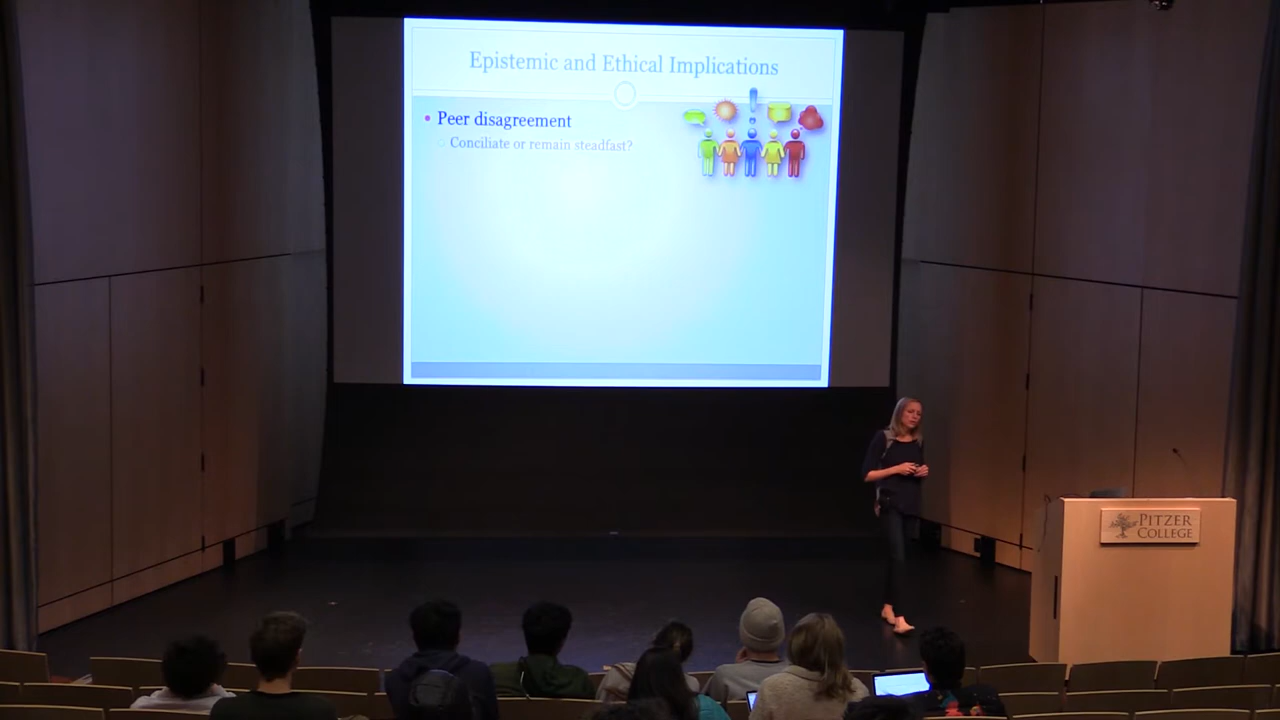 Epistemic and Ethical Implications
Peer disagreement
Conciliate or remain steadfast?
PITZER
COLLEGE